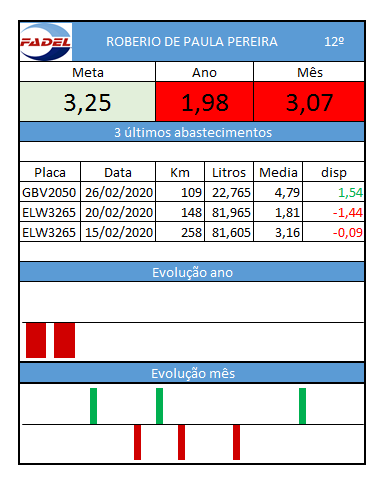 FADEL ROBERIO DE PAULA PEREIRA 12º
Meta Ano Mês
3,25 1,98 3,07
3 últimos abastecimentos
Placa Data Km Litros Media disp
GBV2050 26/02/2020 109 22,765 4,79 1,54
ELW3265 20/02/2020 148 81,965 1,81 -1,44
ELW3265 15/02/2020 258 81,605 3,16 -0,09
Evolução ano
Evolução mês